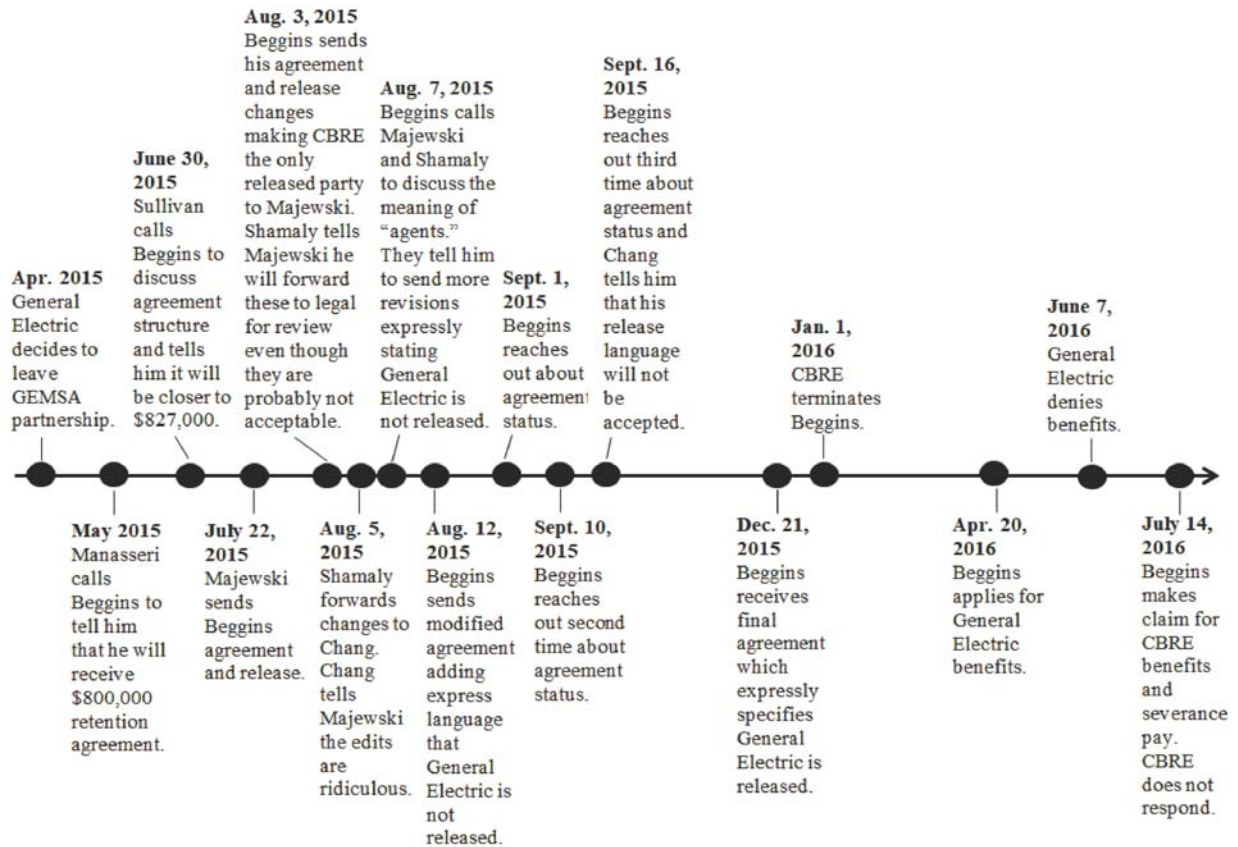 Apr. 2015
General
Electric
decides to
leave
GEMSA
partnership.
May 2015
Manasseri
calls
Beggins to
tell him
that he will
receive
$800,000
retention
agreement.
June 30,
2015
Sullivan
calls
Beggins to
discuss
agreement
structure
and tells
him it will
be closer to
$827,000.
July 22,
2015
Majewski
sends
Beggins
agreement
and release.
Aug. 3, 2015
Beggins sends
his agreement
and release
changes
making CBRE
the only
released party
to Majewski.
Shamaly tells
Majewski he
will forward
these to legal
for review
even though
they are
probably not
acceptable.
Aug. 5,
2015
Shamaly
forwards
changes to
Chang.
Chang
tells
Majewski
the edits
are
ridiculous.
Aug. 7, 2015
Beggins calls
Majewski
and Shamaly
to discuss the
meaning of
“agents.”
They tell him
to send more
revisions
expressly
stating
General
Electric is
not released.
Aug. 12,
2015
Beggins
sends
modified
agreement
adding
express
language
that
General
Electric is
not
released.
Sept. 1,
2015
Beggins
reaches
out about
agreement
status.
Sept. 10,
2015
Beggins
reaches
out second
time about
agreement
status.
Sept. 16,
2015
Beggins
reaches
out third
time about
agreement
status and
Chang
tells him
that his
release
language
will not
be
accepted.
Dec. 21,
2015
Beggins
receives
final
agreement
which
expressly
specifies
General
Electric is
released.
Jan. 1,
2016
CBRE
terminates
Beggins.
Apr. 20,
2016
Beggins
applies for
General
Electric
benefits.
June 7,
2016
General
Electric
denies
benefits.
July 14,
2016
Beggins
makes
claim for
CBRE
benefits
and
severance
pay.
CBRE
does not
respond.